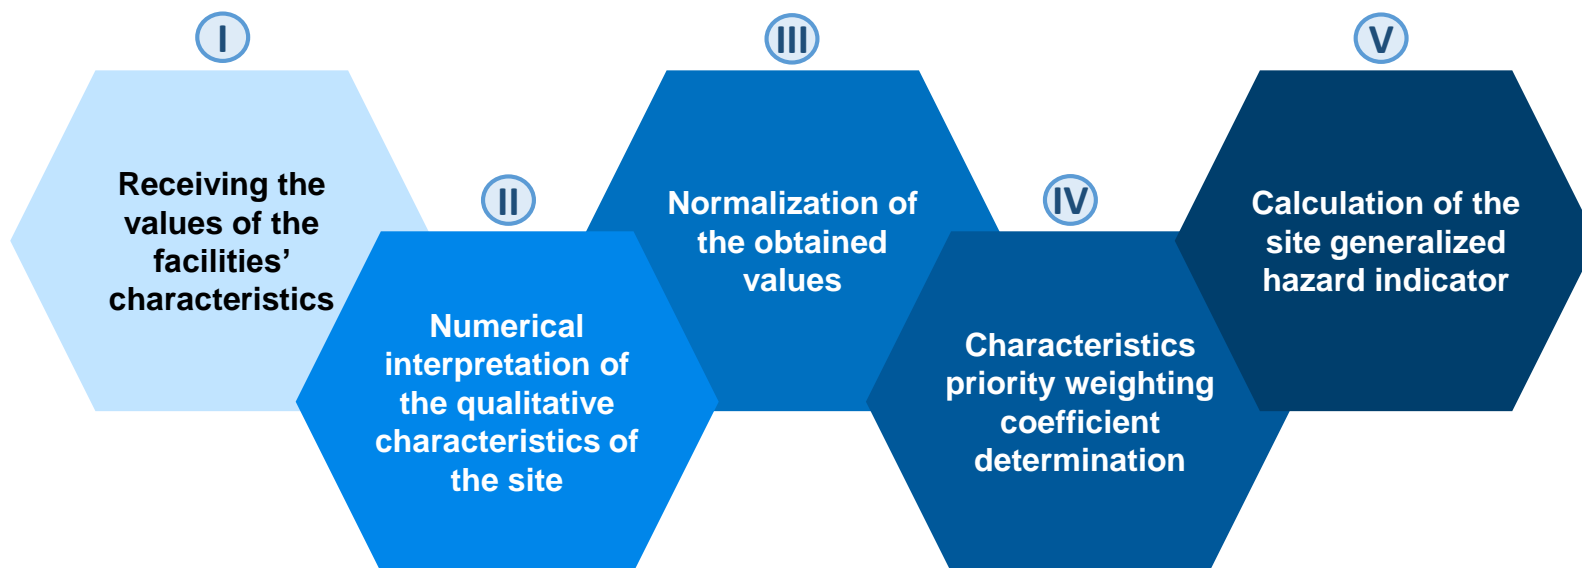 I
Receiving the
values of the
facilities’
characteristics
II
Numerical
interpretation of
the qualitative
characteristics of
the site
III
Normalization of
the obtained
values
IV
Characteristics
priority weighting
coefficient
determination
V
Calculation of the
site generalized
hazard indicator